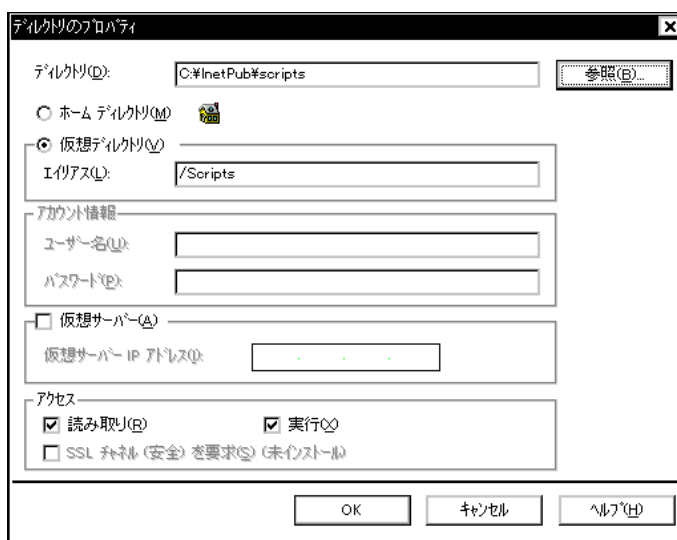 ﾃﾞｨﾚｸﾄﾘのﾌﾟﾛﾊﾟﾃｨ
ﾃﾞｨﾚｸﾄﾘ(D): C:¥InetPub¥scripts 参照(B)...
ホーム ﾃﾞｨﾚｸﾄﾘ(M)
仮想ﾃﾞｨﾚｸﾄﾘ(V)
ｴｲﾘｱｽ(L): /Scripts
ｱｶｳﾝﾄ情報
ﾕｰｻﾞｰ名(U):
ﾊﾟｽﾜｰﾄﾞ(P):
仮想サーバー(A)
仮想ｻｰﾊﾞｰ IP ｱﾄﾞﾚｽ(I):
ｱｸｾｽ
読み取り(R) 実行(X)
SSL ﾁｬﾈﾙ (安全) を要求(S) (未ｲﾝｽﾄｰﾙ)
OK ｷｬﾝｾﾙ ﾍﾙﾌﾟ(H)